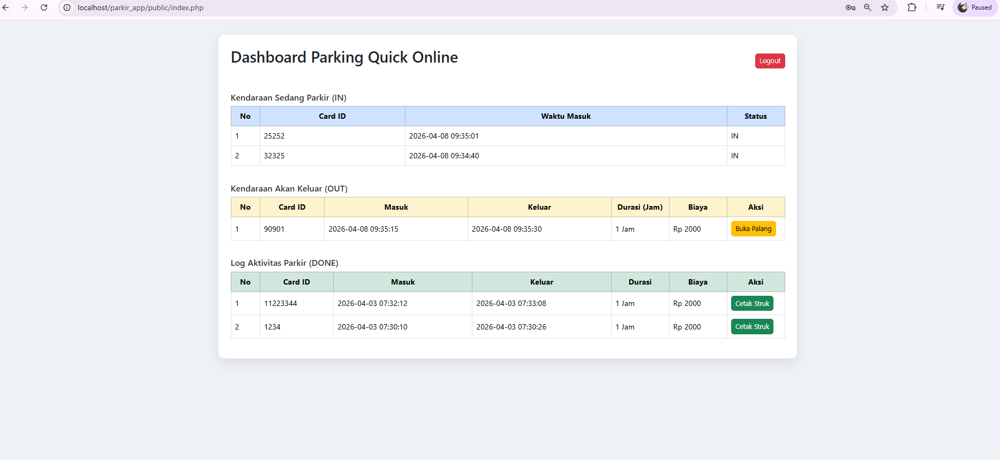 localhost/parkir_app/public/index.php
Paused
Dashboard Parking Quick Online
Logout
Kendaraan Sedang Parkir (IN)
No Card ID Waktu Masuk Status
1 25252 2026-04-08 09:35:01 IN
2 32325 2026-04-08 09:34:40 IN
Kendaraan Akan Keluar (OUT)
No Card ID Masuk Keluar Durasi (Jam) Biaya Aksi
1 90901 2026-04-08 09:35:15 2026-04-08 09:35:30 1 Jam Rp 2000 Buka Palang
Log Aktivitas Parkir (DONE)
No Card ID Masuk Keluar Durasi Biaya Aksi
1 11223344 2026-04-03 07:32:12 2026-04-03 07:33:08 1 Jam Rp 2000 Cetak Struk
2 1234 2026-04-03 07:30:10 2026-04-03 07:30:26 1 Jam Rp 2000 Cetak Struk